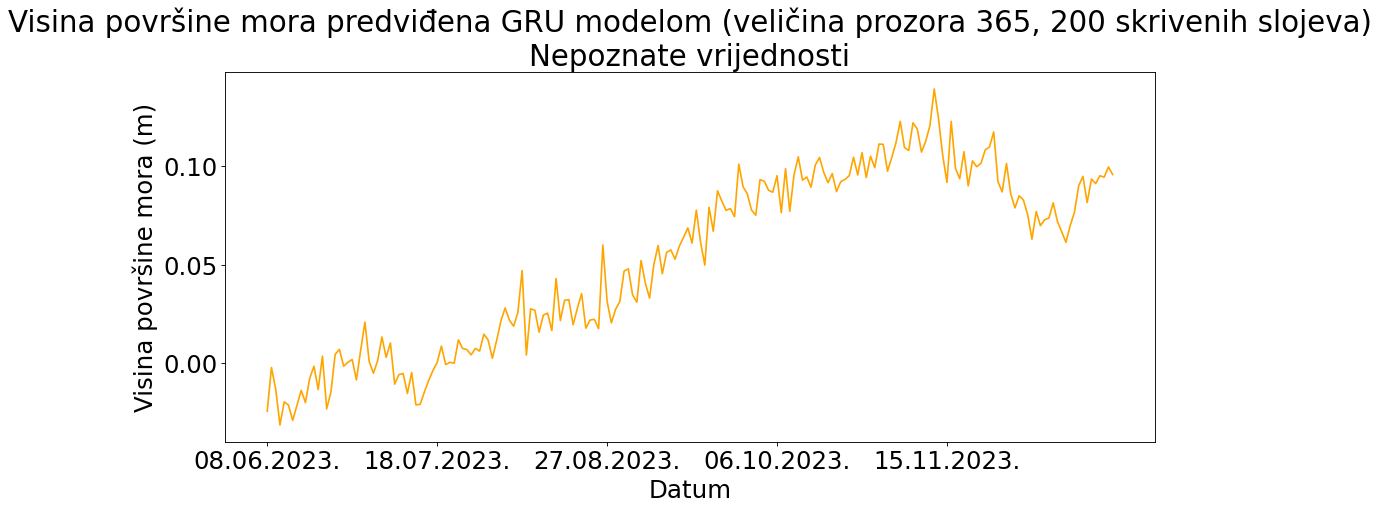 Visina površine mora predviđena GRU modelom (veličina prozora 365, 200 skrivenih slojeva)
Nepoznate vrijednosti
Visina površine mora (m)
0.10
0.05
0.00
08.06.2023. 18.07.2023. 27.08.2023. 06.10.2023. 15.11.2023.
Datum